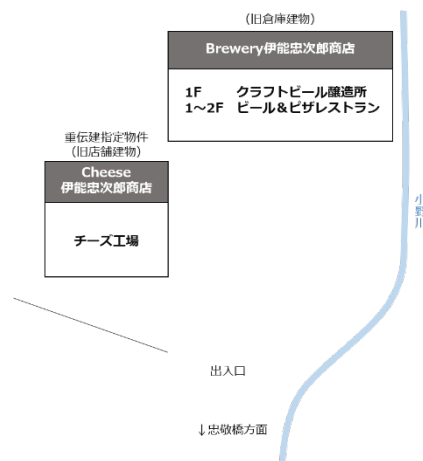 (旧倉庫建物)
Brewery伊能忠次郎商店
1F クラフトビール醸造所
1～2F ビール＆ピザレストラン
重伝建指定物件
(旧店舗建物)
Cheese
伊能忠次郎商店
チーズ工場
小野川
出入口
↓忠敬橋方面